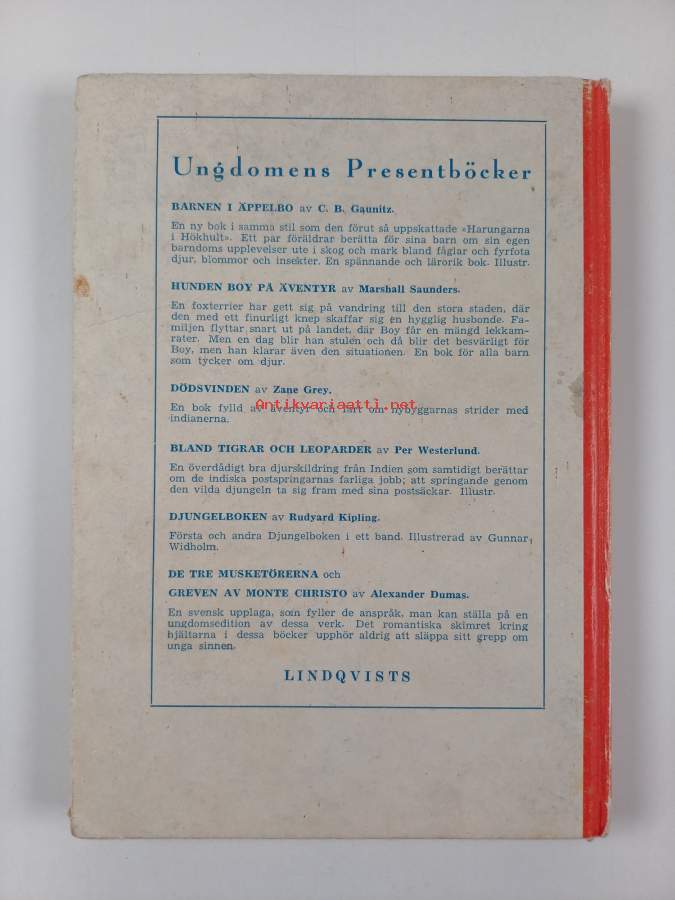 Ungdomens Presentböcker
BARNEN I ÄPPELBO av C. B. Gaunitz.
En ny bok i samma stil som den förut så uppskattade »Harungarna
i Hökhult». Ett par föräldrar berätta för sina barn om sin egen
barndoms upplevelser ute i skog och mark bland fåglar och fyrfota
djur, blommor och insekter. En spännande och lärorik bok. Illustr.
HUNDEN BOY PÅ ÄVENTYR av Marshall Saunders.
En foxterrier har gett sig på vandring till den stora staden, där
den med ett finurligt knep skaffar sig en hygglig husbonde. Fa-
miljen flyttar snart ut på landet, där Boy får en mängd lekkam-
rater. Men en dag blir han stulen och då blir det besvärligt för
Boy, men han klarar även den situationen. En bok för alla barn
som tycker om djur.
DÖDSVINDEN av Zane Grey.
Antikvariaatti.net
En bok fylld av äventyr och fart om nybyggarnas strider med
indianerna.
BLAND TIGRAR OCH LEOPARDER av Per Westerlund.
En överdådigt bra djurskildring från Indien som samtidigt berättar
om de indiska postspringarnas farliga jobb; att springande genom
den vilda djungeln ta sig fram med sina postsäckar. Illustr.
DJUNGELBOKEN av Rudyard Kipling.
Första och andra Djungelboken i ett band. Illustrerad av Gunnar
Widholm.
DE TRE MUSKETÖRERNA och
GREVEN AV MONTE CHRISTO av Alexander Dumas.
En svensk upplaga, som fyller de anspråk, man kan ställa på en
ungdomsedition av dessa verk. Det romantiska skimret kring
hjältarna i dessa böcker upphör aldrig att släppa sitt grepp om
unga sinnen.
LINDQVISTS